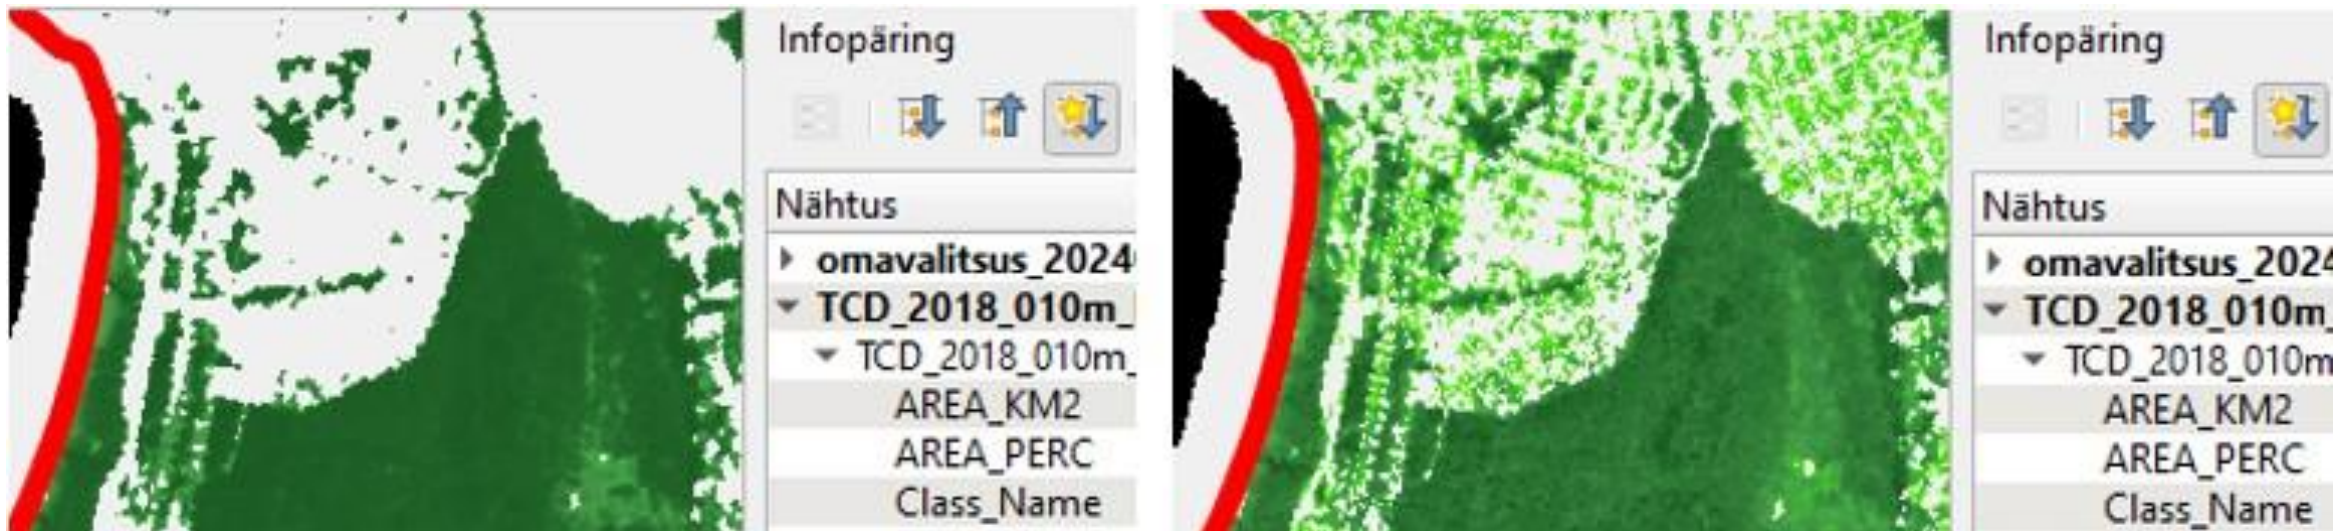 Infopäring
Nähtus
omavalitsus_2024
TCD_2018_010m_
TCD_2018_010m_
AREA_KM2
AREA_PERC
Class_Name
Infopäring
Nähtus
omavalitsus_2024
TCD_2018_010m_
TCD_2018_010m
AREA_KM2
AREA_PERC
Class_Name